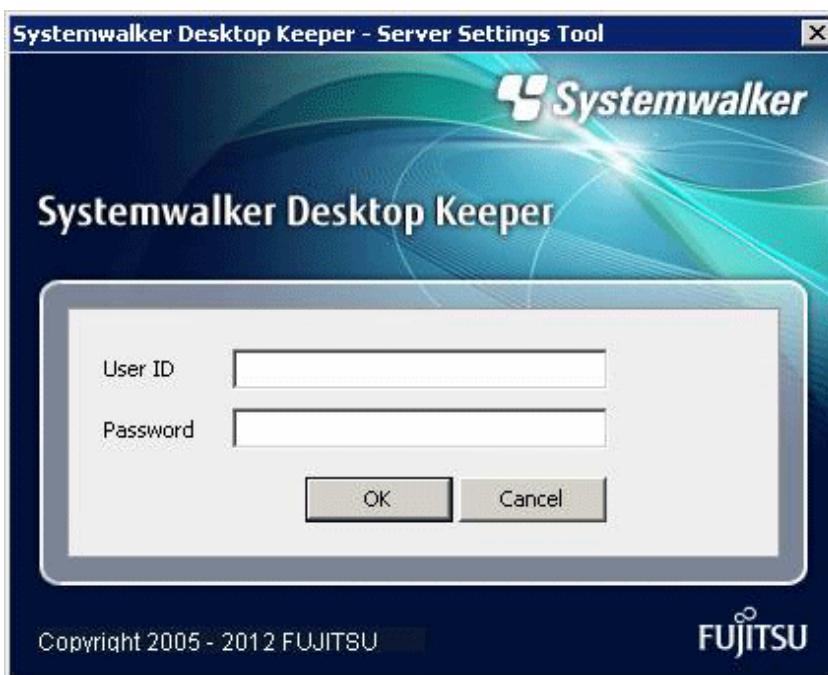 Systemwalker Desktop Keeper - Server Settings Tool
Systemwalker
Systemwalker Desktop Keeper
User ID
Password
OK Cancel
Copyright 2005 - 2012 FUJITSU
FUJITSU